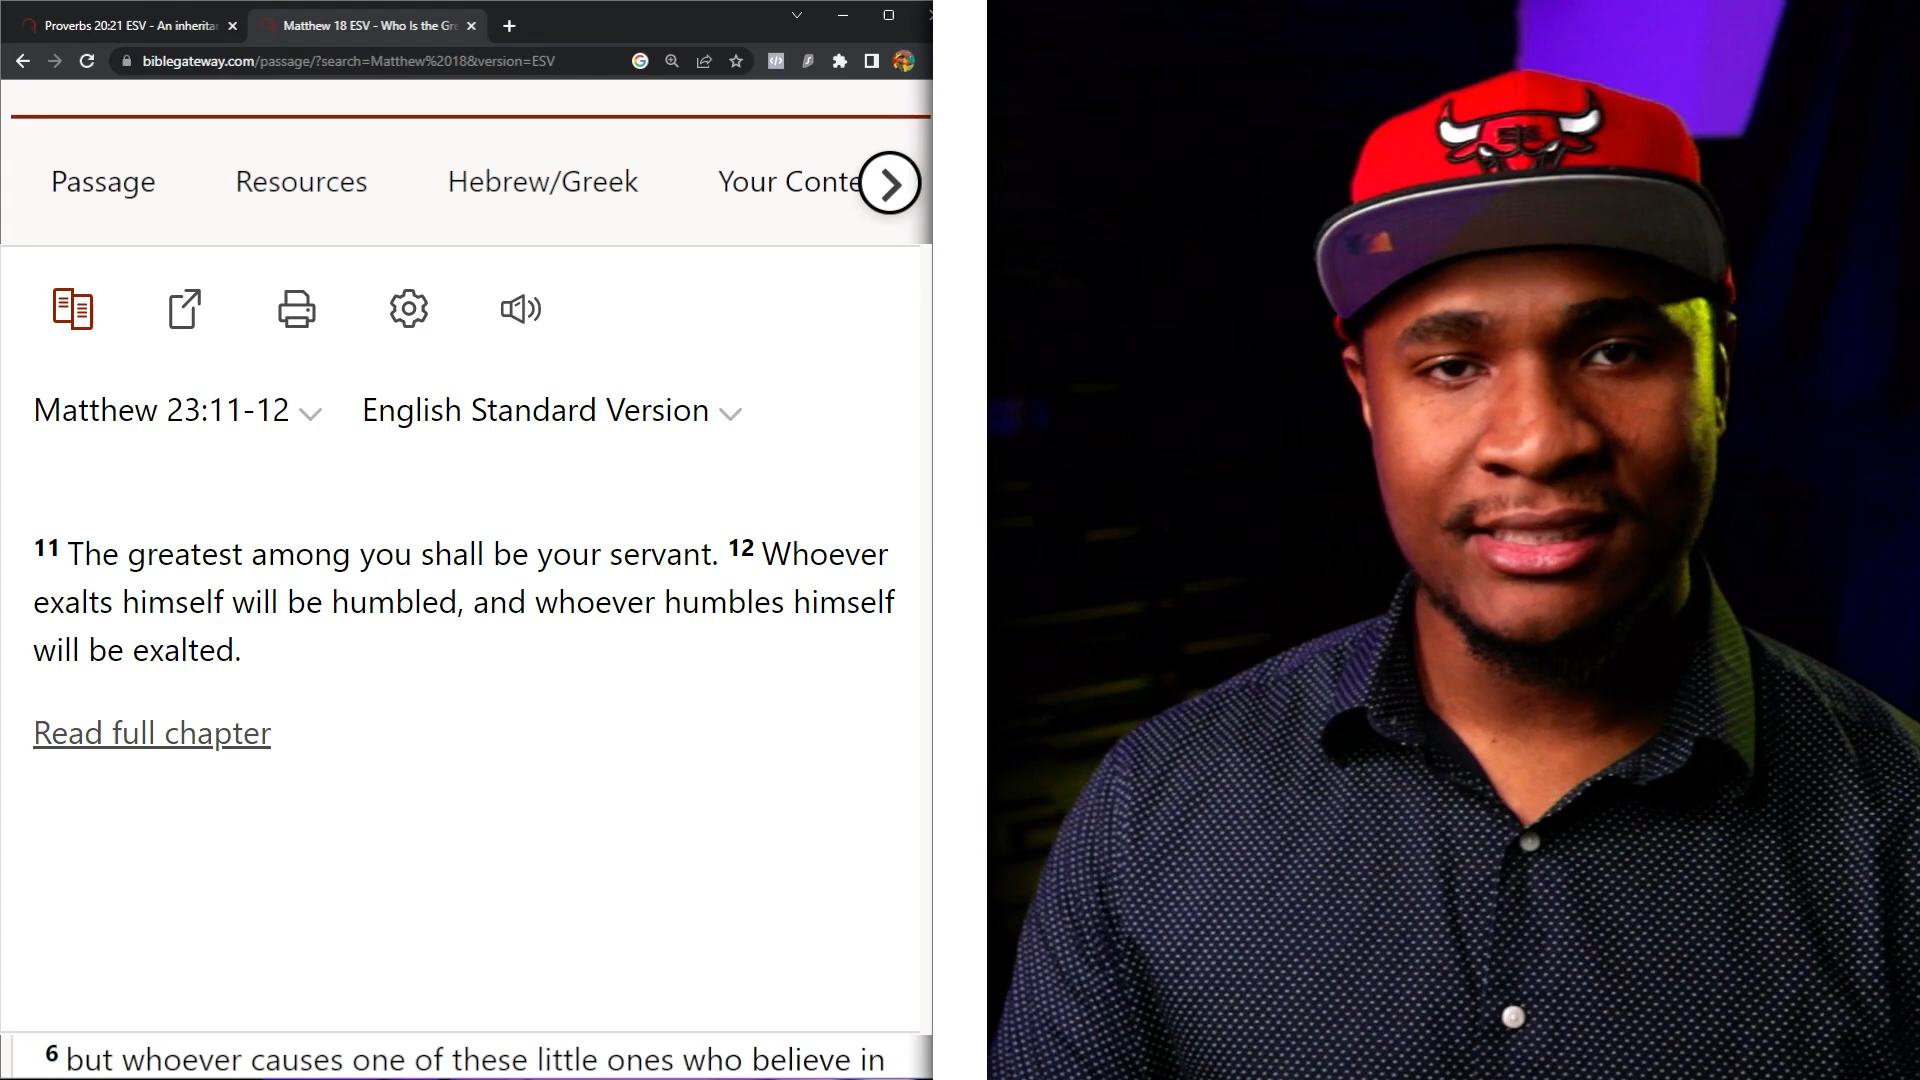 Proverbs 20:21 ESV - An inherita
Matthew 18 ESV - Who Is the Gre
biblegateway.com/passage/?search=Matthew%2018&version=ESV
Passage Resources Hebrew/Greek Your Conte
Matthew 23:11-12 English Standard Version
11 The greatest among you shall be your servant. 12 Whoever
exalts himself will be humbled, and whoever humbles himself
will be exalted.
Read full chapter
6 but whoever causes one of these little ones who believe in